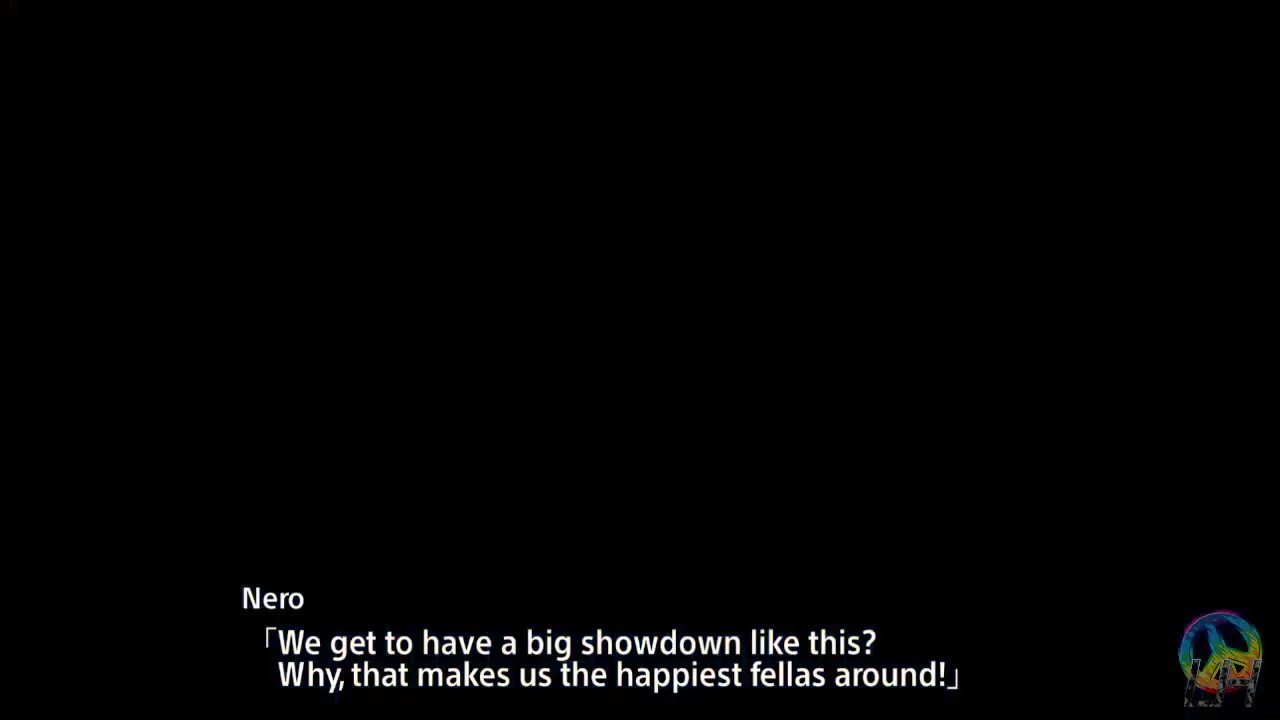 Nero
「We get to have a big showdown like this?
Why, that makes us the happiest fellas around!」